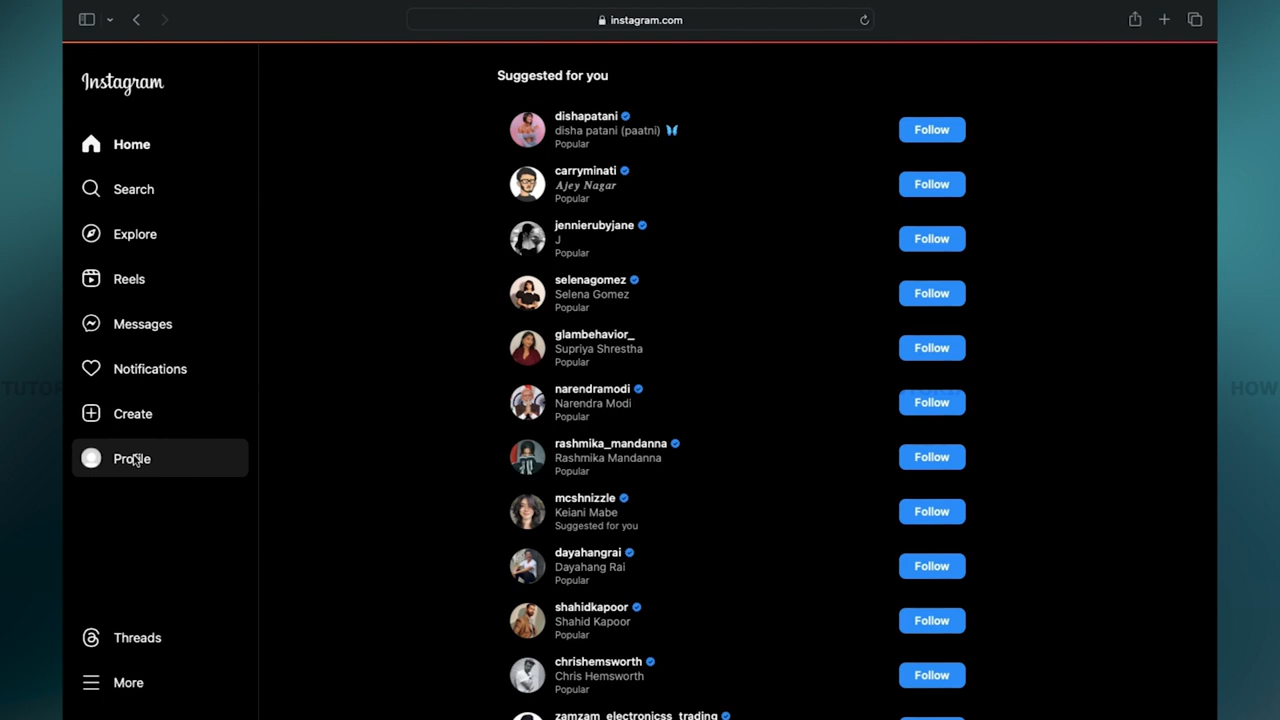 instagram.com
Instagram
Home
Search
Explore
Reels
Messages
Notifications
Create
Profile
Threads
More
Suggested for you
dishapatani
disha patani (paatni) 🦋
Popular
Follow
carryminati
𝑨𝒋𝒆𝒚 𝑵𝒂𝒈𝒂𝒓
Popular
Follow
jennierubyjane
J
Popular
Follow
selenagomez
Selena Gomez
Popular
Follow
glambehavior_
Supriya Shrestha
Popular
Follow
narendramodi
Narendra Modi
Popular
Follow
rashmika_mandanna
Rashmika Mandanna
Popular
Follow
mcshnizzle
Keiani Mabe
Suggested for you
Follow
dayahangrai
Dayahang Rai
Popular
Follow
shahidkapoor
Shahid Kapoor
Popular
Follow
chrishemsworth
Chris Hemsworth
Popular
Follow
zamzam_electronicss_trading
HOW